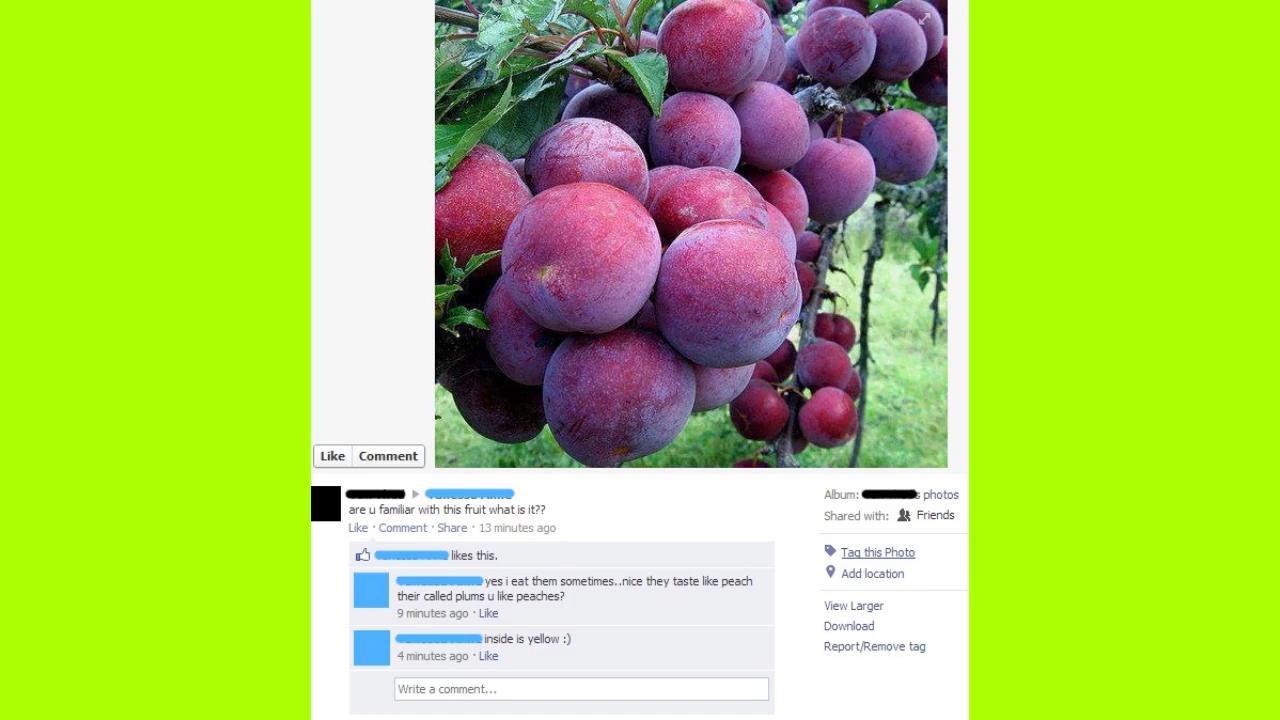 Like Comment
are u familiar with this fruit what is it??
Like · Comment · Share · 13 minutes ago
likes this.
yes i eat them sometimes..nice they taste like peach
their called plums u like peaches?
9 minutes ago · Like
inside is yellow :)
4 minutes ago · Like
Write a comment...
Album: s photos
Shared with: Friends
Tag this Photo
Add location
View Larger
Download
Report/Remove tag